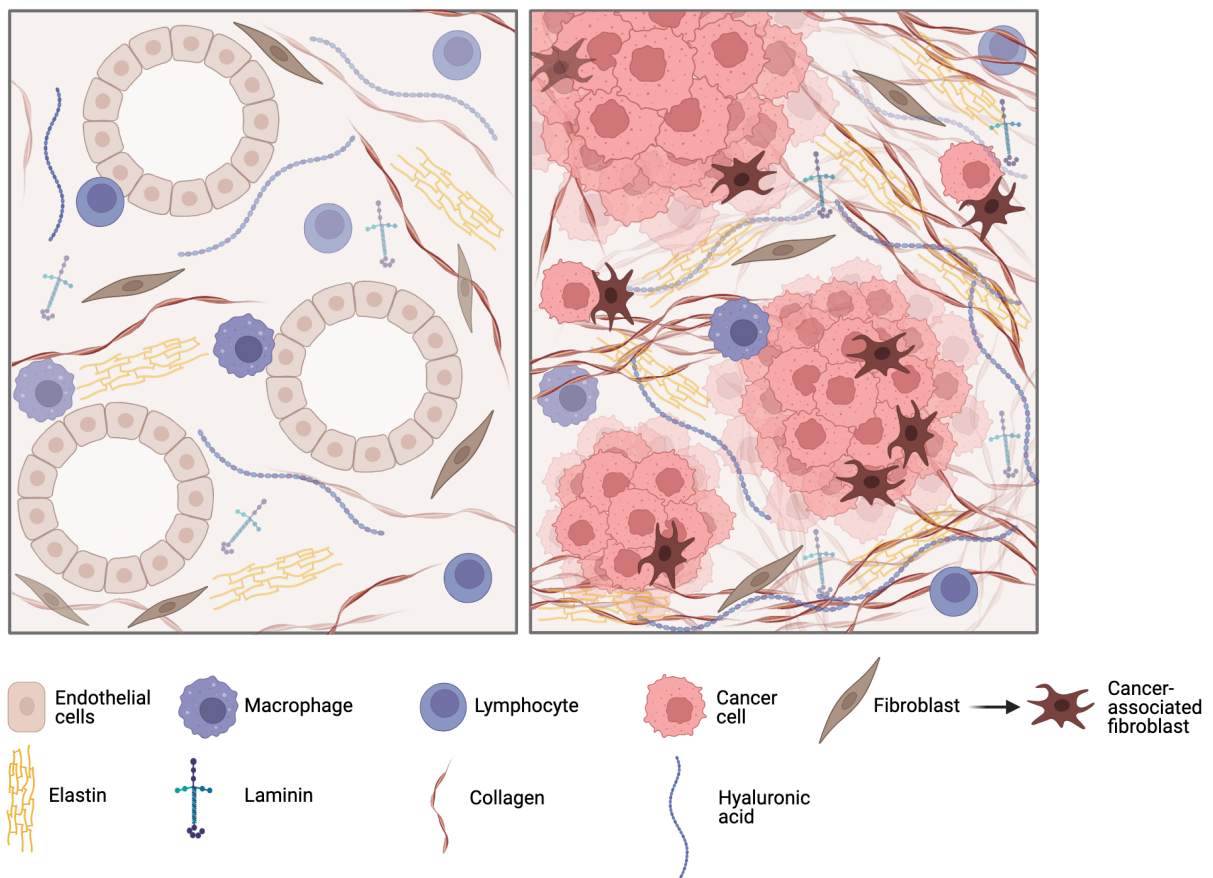 Endothelial
cells
Macrophage
Lymphocyte
Cancer
cell
Fibroblast
Cancer-
associated
fibroblast
Elastin
Laminin
Collagen
Hyaluronic
acid